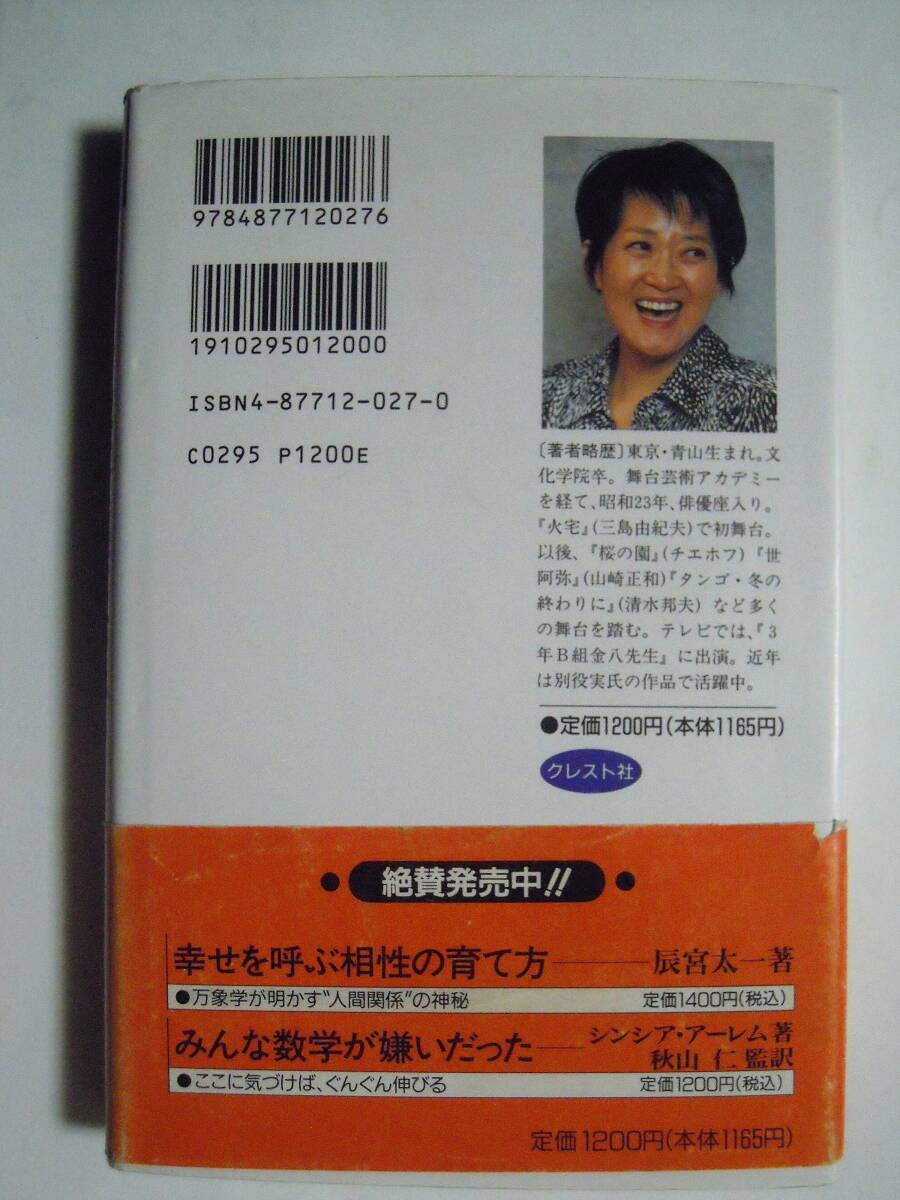 9784877120276
1910295012000
ISBN4-87712-027-0
C0295 P1200E
〔著者略歴〕東京・青山生まれ。文
化学院卒。舞台芸術アカデミー
を経て、昭和23年、俳優座入り。
『火宅』(三島由紀夫)で初舞台。
以後、『桜の園』(チエホフ)『世
阿弥』(山崎正和)『タンゴ・冬の
終わりに』(清水邦夫) など多く
の舞台を踏む。テレビでは、『3
年B組金八先生』に出演。近年
は別役実氏の作品で活躍中。
●定価1200円(本体1165円)
クレスト社
• 絶賛発売中!! •
幸せを呼ぶ相性の育て方――辰宮太一著
●万象学が明かす“人間関係”の神秘 定価1400円(税込)
みんな数学が嫌いだった――シンシア・アーレム著
秋山 仁 監訳
●ここに気づけば、ぐんぐん伸びる 定価1200円(税込)
定価1200円(本体1165円)